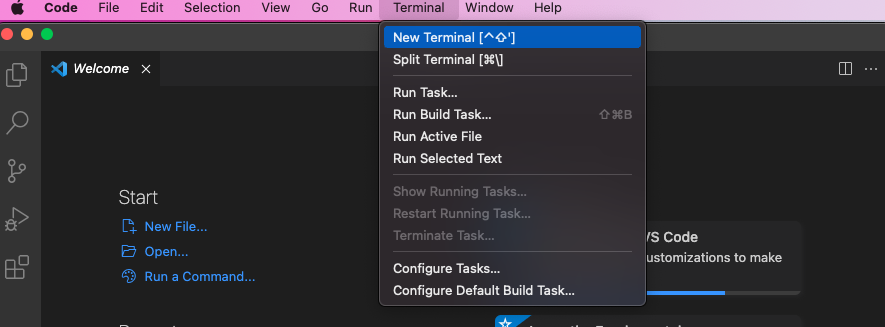 Code File Edit Selection View Go Run Terminal Window Help
New Terminal [^⇧']
Split Terminal [⌘\]
Run Task...
Run Build Task... ⇧⌘B
Run Active File
Run Selected Text
Show Running Tasks...
Restart Running Task...
Terminate Task...
Configure Tasks...
Configure Default Build Task...
Welcome
Start
New File...
Open...
Run a Command...
VS Code
ustomizations to make